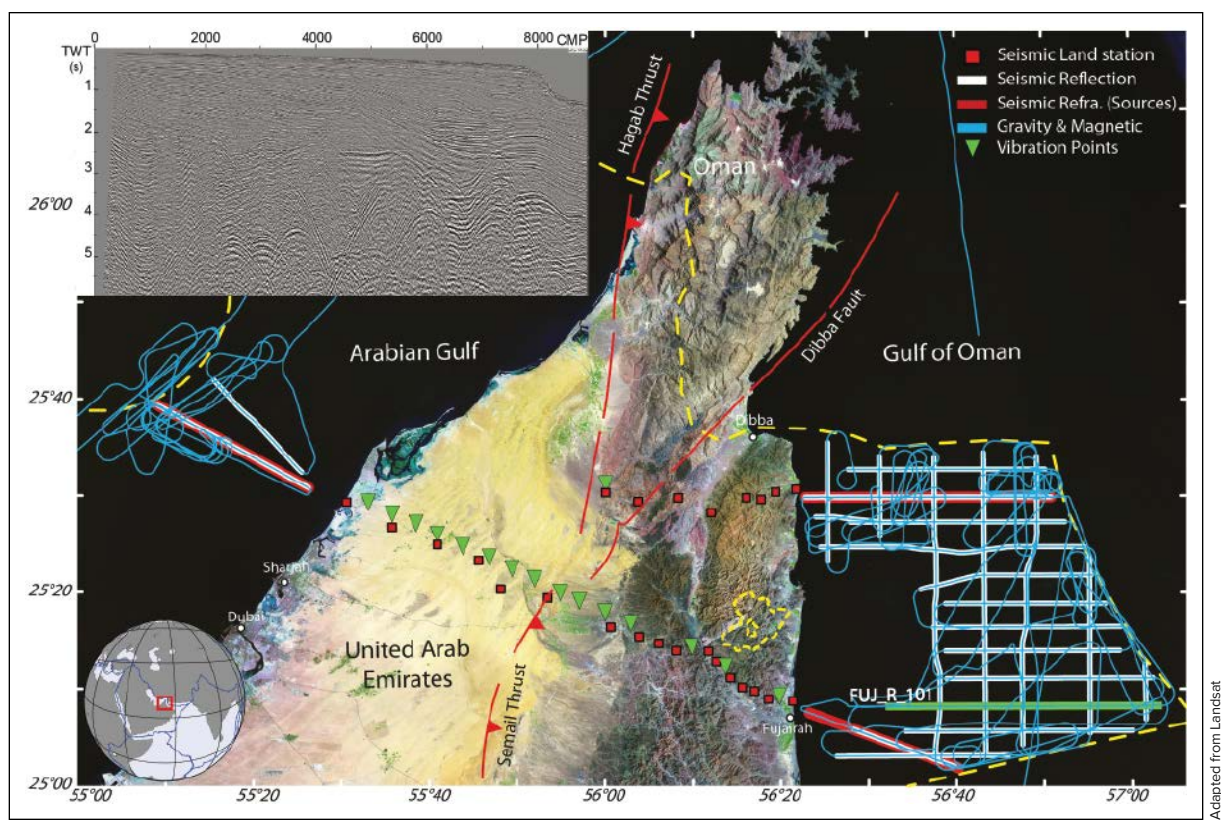 0 2000 4000 6000 8000 CMP
TWT
(s)
1
2
3
4
5
Seismic Land station
Seismic Reflection
Seismic Refra. (Sources)
Gravity & Magnetic
Vibration Points
Hagab Thrust
Oman
26°00
Dibba Fault
Arabian Gulf
Gulf of Oman
25°40
Dibba
Sharjah
25°20
Dubai
United Arab
Emirates
Semail Thrust
FUJ_R_101
Fujairah
25°00
55°00 55°20 55°40 56°00 56°20 56°40 57°00
Adapted from Landsat